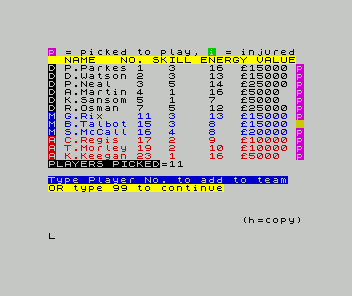 p = picked to play, i = injured
NAME NO. SKILL ENERGY VALUE
D P.Parkes 1 3 16 £15000 p
D D.Watson 2 3 13 £15000 p
D P.Neal 3 5 14 £25000 p
D A.Martin 4 1 16 £5000 p
D K.Sansom 5 1 7 £5000 p
D R.Osman 7 5 12 £25000 p
M G.Rix 11 3 13 £15000 p
M B.Talbot 15 3 8 £15000
M S.McCall 16 4 8 £20000 p
A C.Regis 17 2 9 £10000 p
A T.Morley 19 2 10 £10000 p
A K.Keegan 23 1 16 £5000 p
PLAYERS PICKED=11
Type Player No. to add to team
OR type 99 to continue
(h=copy)
L